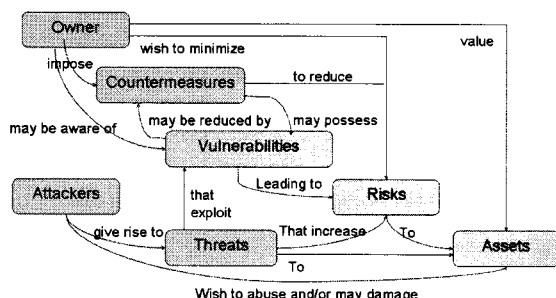 Owner
wish to minimize
value
impose
Countermeasures
to reduce
may be reduced by
may possess
may be aware of
Vulnerabilities
Attackers
that
exploit
Leading to
Risks
give rise to
Threats
That increase
To
Assets
To
Wish to abuse and/or may damage